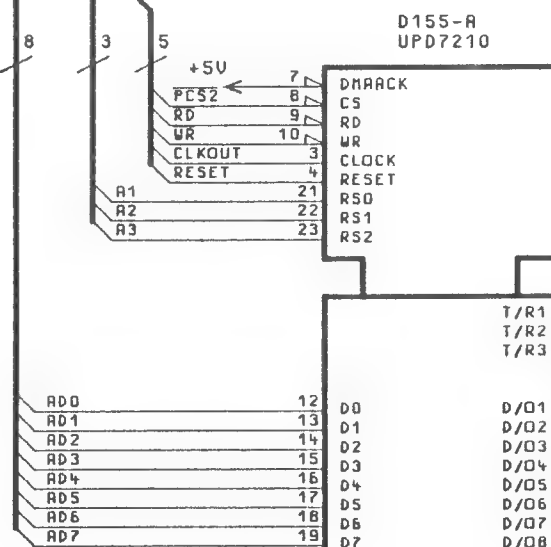 D155-A
UPD7210
8 3 5
+5V 7 DMAACK
PCS2 8 CS
RD 9 RD
WR 10 WR
CLKOUT 3 CLOCK
RESET 4 RESET
A1 21 RS0
A2 22 RS1
A3 23 RS2
T/R1
T/R2
T/R3
AD0 12 D0 D/O1
AD1 13 D1 D/O2
AD2 14 D2 D/O3
AD3 15 D3 D/O4
AD4 16 D4 D/O5
AD5 17 D5 D/O6
AD6 18 D6 D/O7
AD7 19 D7 D/O8